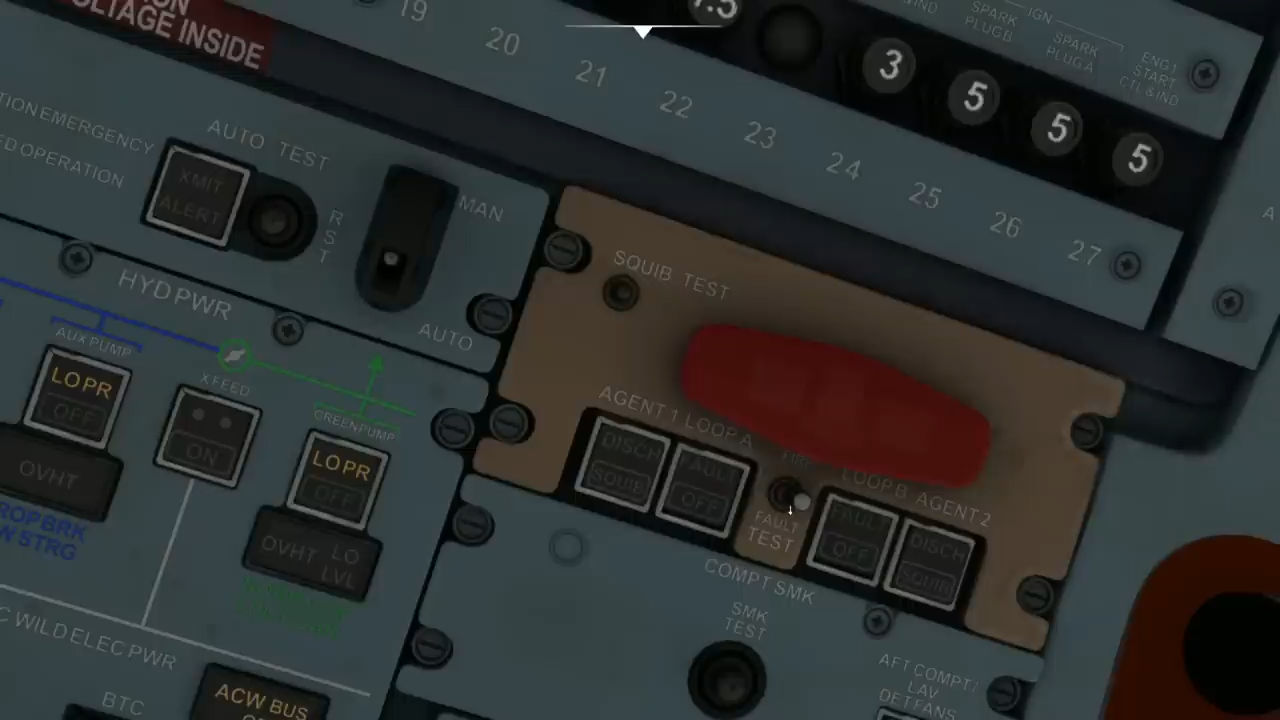 VOLTAGE INSIDE
19
20
21
22
23
24
25
26
27
3
5
5
5
IGN
SPARK
PLUG B
SPARK
PLUG A
ENG 1
START
CTL & IND
EMERGENCY
OPERATION
AUTO TEST
XMIT
ALERT
RST
MAN
AUTO
HYD PWR
AUX PUMP
LO PR
OFF
OVHT
XFEED
ON
GREEN PUMP
LO PR
OFF
OVHT
LO
LVL
WILD ELEC PWR
BTC
ACW BUS
SQUIB TEST
AGENT 1
LOOP A
DISCH
SQUIB
FAULT
OFF
FIRE
FAULT
TEST
LOOP B
AGENT 2
FAULT
OFF
DISCH
SQUIB
COMPT SMK
SMK
TEST
AFT COMPT/
LAV
DET FANS